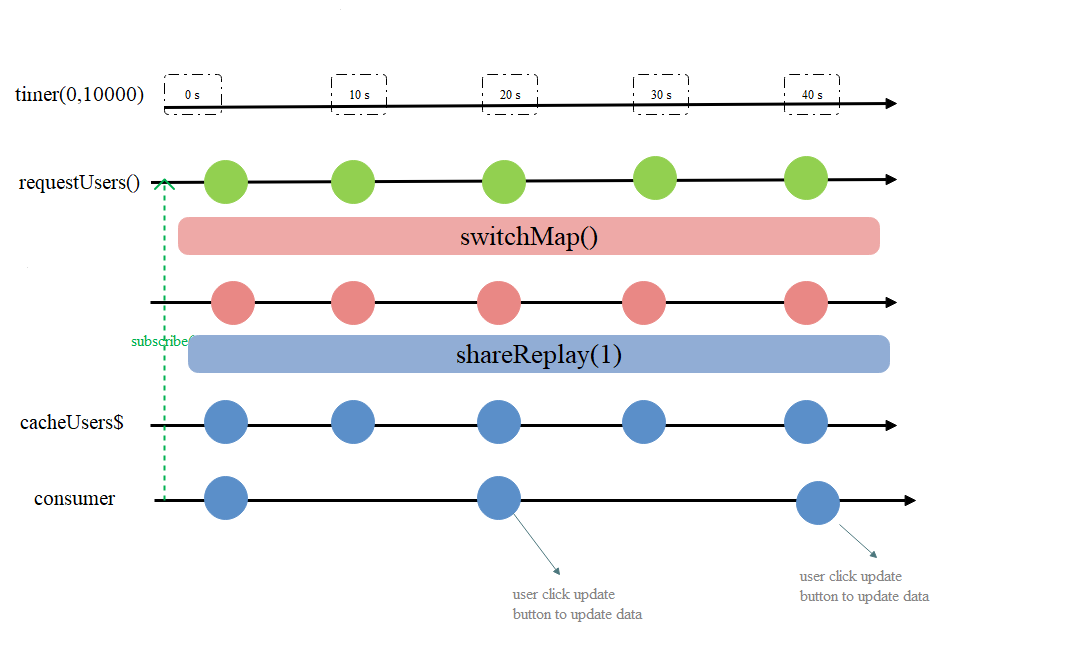 timer(0,10000)
0 s
10 s
20 s
30 s
40 s
requestUsers()
switchMap()
subscribe(
shareReplay(1)
cacheUsers$
consumer
user click update
button to update data
user click update
button to update data